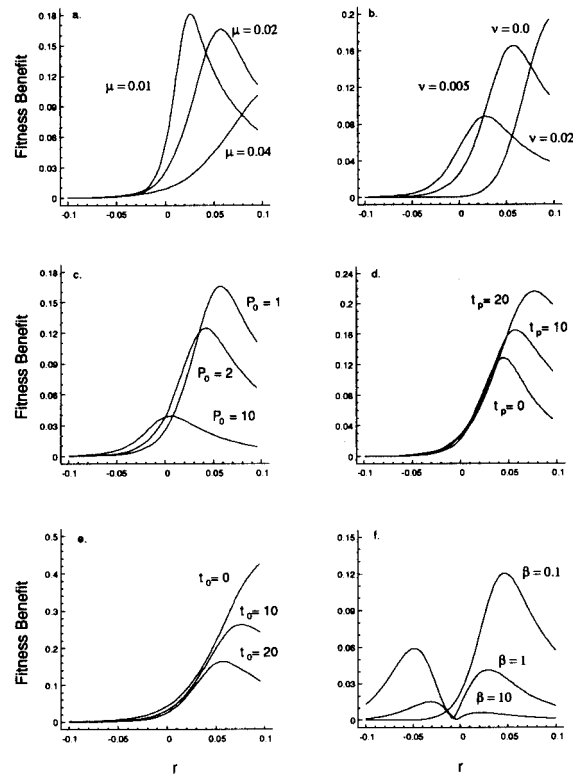 a.
b.
Fitness Benefit
0.18
0.15
0.12
0.09
0.06
0.03
0
μ = 0.01
μ = 0.02
μ = 0.04
-0.1 -0.05 0 0.05 0.1
0.2
0.16
0.12
0.08
0.04
0
ν = 0.0
ν = 0.005
ν = 0.02
-0.1 -0.05 0 0.05 0.1
c.
d.
Fitness Benefit
0.18
0.15
0.12
0.09
0.06
0.03
0
P0 = 1
P0 = 2
P0 = 10
-0.1 -0.05 0 0.05 0.1
0.24
0.2
0.16
0.12
0.08
0.04
0
tp = 20
tp = 10
tp = 0
-0.1 -0.05 0 0.05 0.1
e.
f.
Fitness Benefit
0.5
0.4
0.3
0.2
0.1
0
t0 = 0
t0 = 10
t0 = 20
-0.1 -0.05 0 0.05 0.1
r
0.15
0.12
0.09
0.06
0.03
0
β = 0.1
β = 1
β = 10
-0.1 -0.05 0 0.05 0.1
r